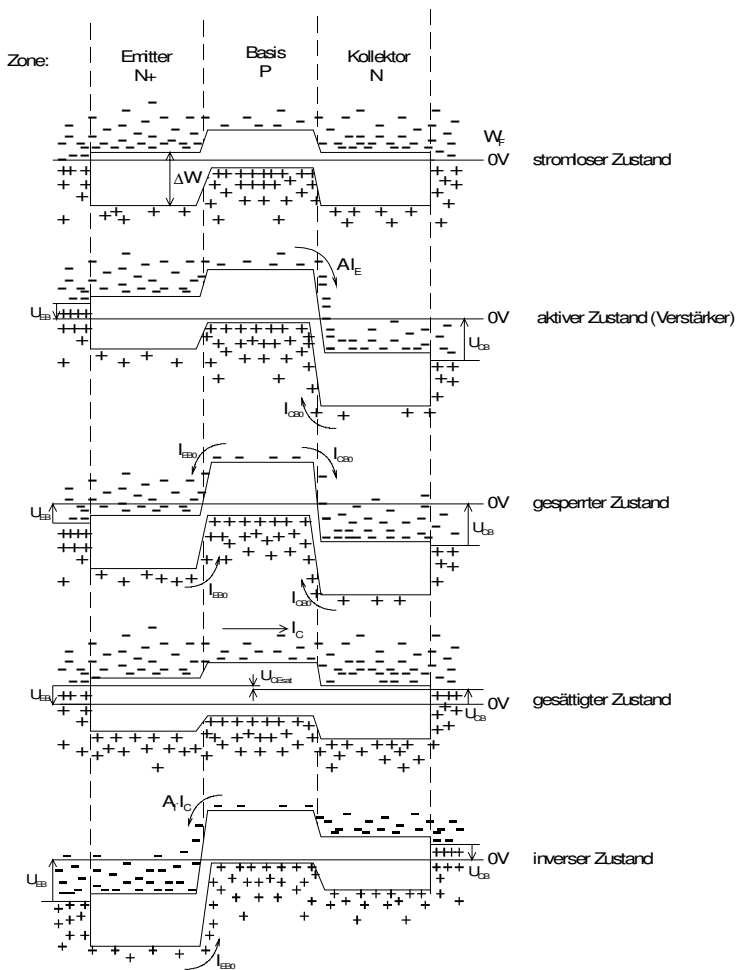 Zone:
Emitter
N+
Basis
P
Kollektor
N
W_F
0V
stromloser Zustand
ΔW
AI_E
U_EB
0V
aktiver Zustand (Verstärker)
U_CB
I_CB0
I_EB0
I_CB0
U_EB
0V
gesperrter Zustand
U_CB
I_EB0
I_CB0
I_C
U_CEsat
U_EB
0V
gesättigter Zustand
U_CB
A_I I_C
0V
inverser Zustand
U_EB
U_CB
I_EB0